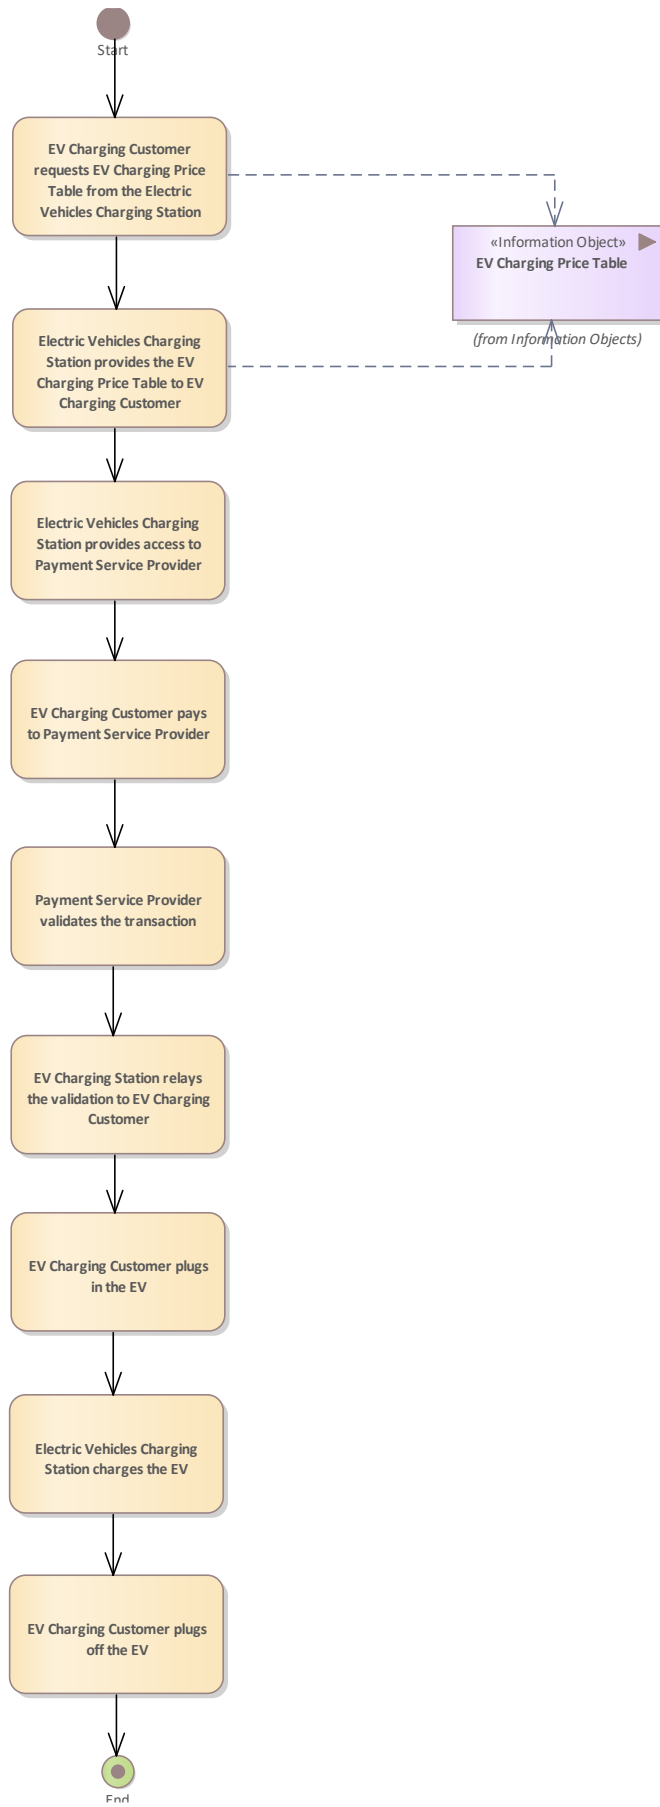 Start
EV Charging Customer
requests EV Charging Price
Table from the Electric
Vehicles Charging Station
«Information Object»
EV Charging Price Table
(from Information Objects)
Electric Vehicles Charging
Station provides the EV
Charging Price Table to EV
Charging Customer
Electric Vehicles Charging
Station provides access to
Payment Service Provider
EV Charging Customer pays
to Payment Service Provider
Payment Service Provider
validates the transaction
EV Charging Station relays
the validation to EV Charging
Customer
EV Charging Customer plugs
in the EV
Electric Vehicles Charging
Station charges the EV
EV Charging Customer plugs
off the EV
End